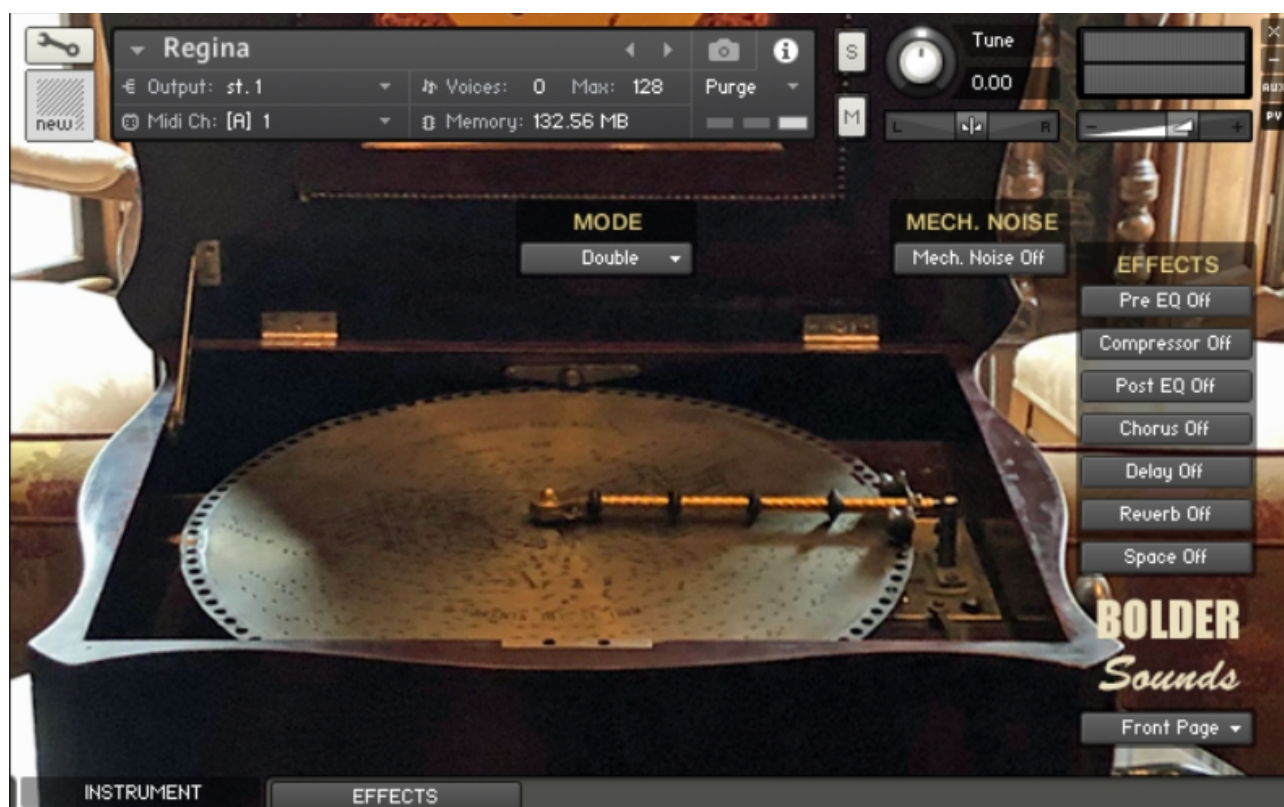 Regina
Output: st.1
Voices: 0 Max: 128
Purge
Midi Ch: [A] 1
Memory: 132.56 MB
new
S
M
Tune
0.00
L
R
AUX
PV
MODE
Double
MECH. NOISE
Mech. Noise Off
EFFECTS
Pre EQ Off
Compressor Off
Post EQ Off
Chorus Off
Delay Off
Reverb Off
Space Off
BOLDER
Sounds
Front Page
INSTRUMENT
EFFECTS